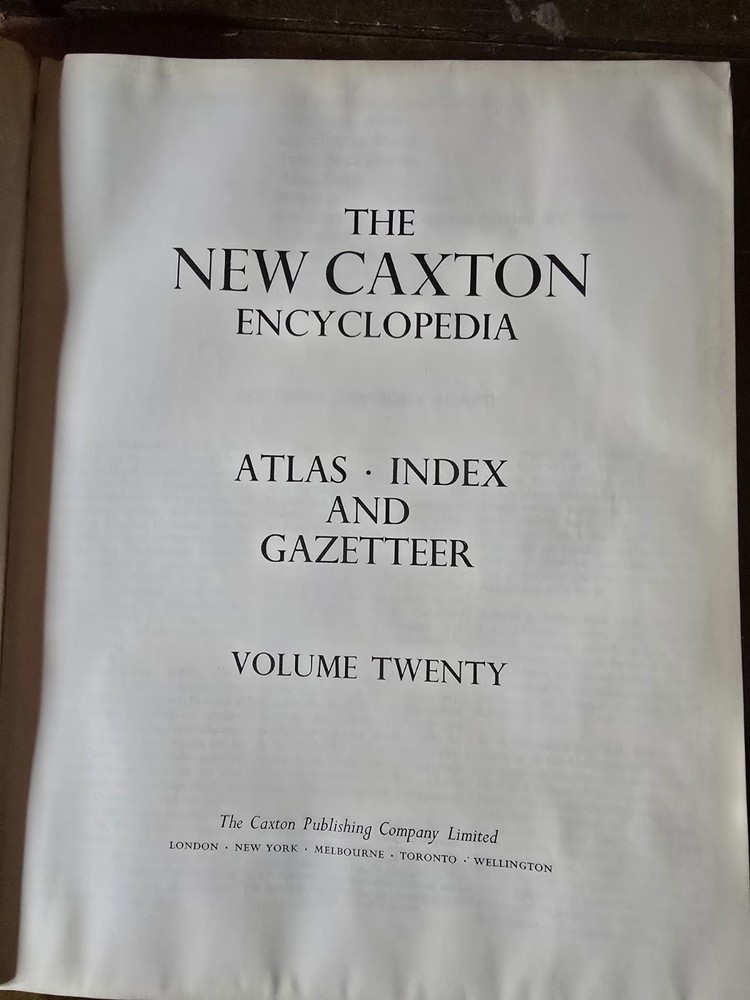 THE
NEW CAXTON
ENCYCLOPEDIA
ATLAS · INDEX
AND
GAZETTEER
VOLUME TWENTY
The Caxton Publishing Company Limited
LONDON · NEW YORK · MELBOURNE · TORONTO · WELLINGTON